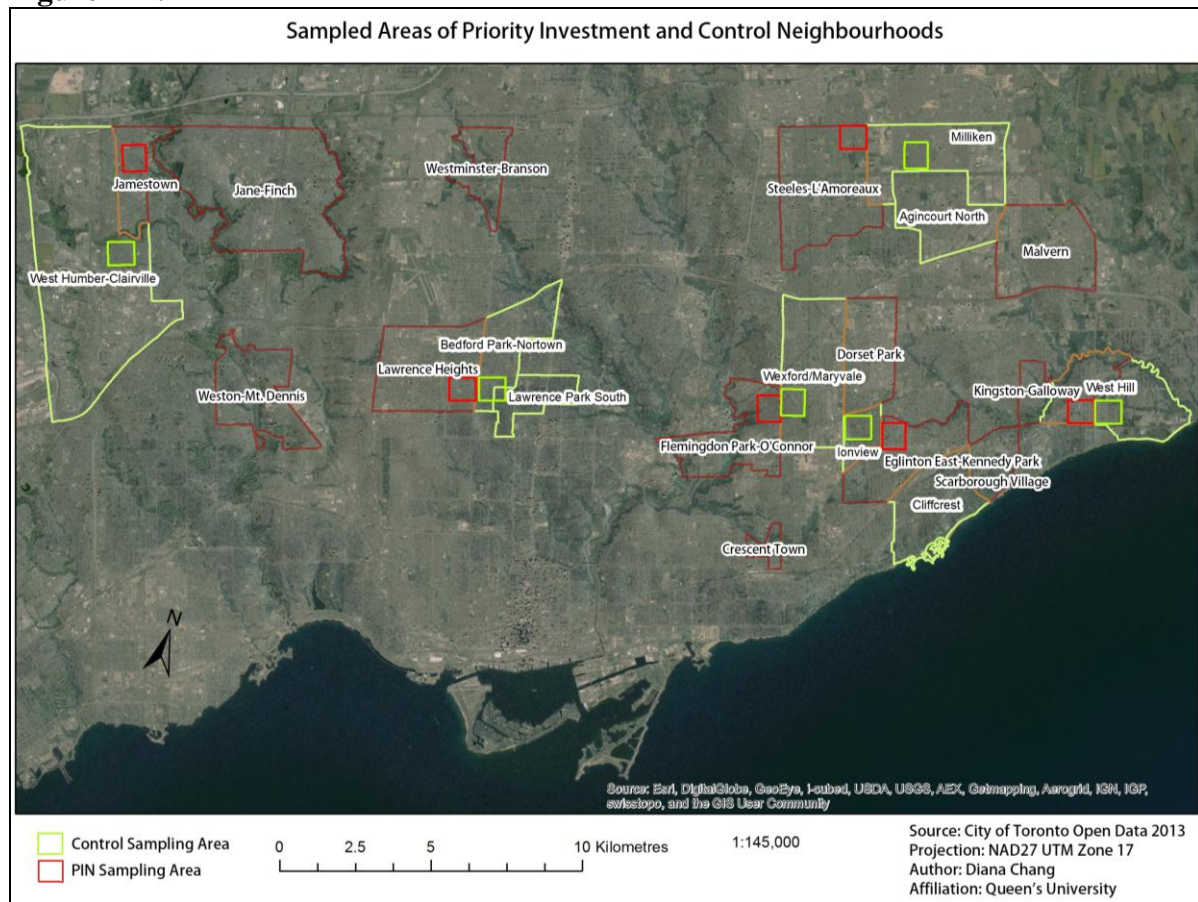 Sampled Areas of Priority Investment and Control Neighbourhoods
Milliken
Jamestown
Jane-Finch
Westminster-Branson
Steeles-L'Amoreaux
Agincourt North
Malvern
West Humber-Clairville
Bedford Park-Nortown
Dorset Park
Lawrence Heights
Wexford/Maryvale
Kingston-Galloway
West Hill
Weston-Mt. Dennis
Lawrence Park South
Flemingdon Park-O'Connor
Ionview
Eglinton East-Kennedy Park
Scarborough Village
Cliffcrest
Crescent Town
N
Source: Esri, DigitalGlobe, GeoEye, i-cubed, USDA, USGS, AEX, Getmapping, Aerogrid, IGN, IGP,
swisstopo, and the GIS User Community
Control Sampling Area
PIN Sampling Area
0 2.5 5 10 Kilometres
1:145,000
Source: City of Toronto Open Data 2013
Projection: NAD27 UTM Zone 17
Author: Diana Chang
Affiliation: Queen's University